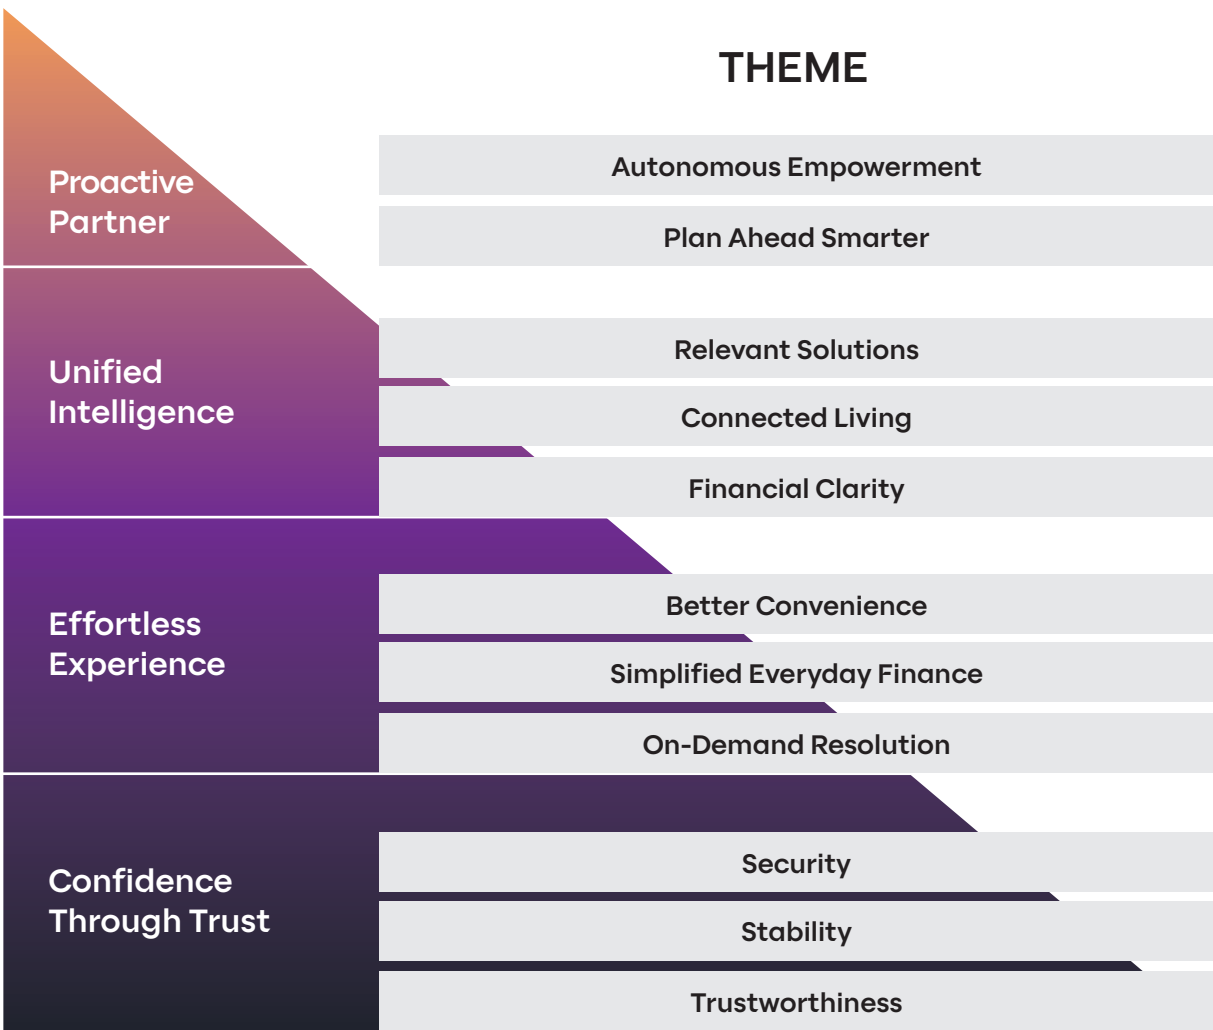 THEME
Proactive
Partner
Autonomous Empowerment
Plan Ahead Smarter
Unified
Intelligence
Relevant Solutions
Connected Living
Financial Clarity
Effortless
Experience
Better Convenience
Simplified Everyday Finance
On-Demand Resolution
Confidence
Through Trust
Security
Stability
Trustworthiness